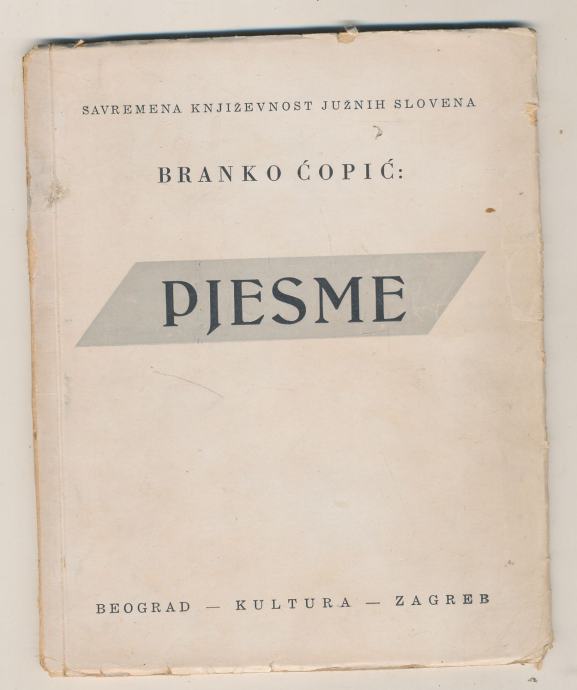 SAVREMENA KNJIŽEVNOST JUŽNIH SLOVENA
BRANKO ĆOPIĆ:
PJESME
BEOGRAD — KULTURA — ZAGREB